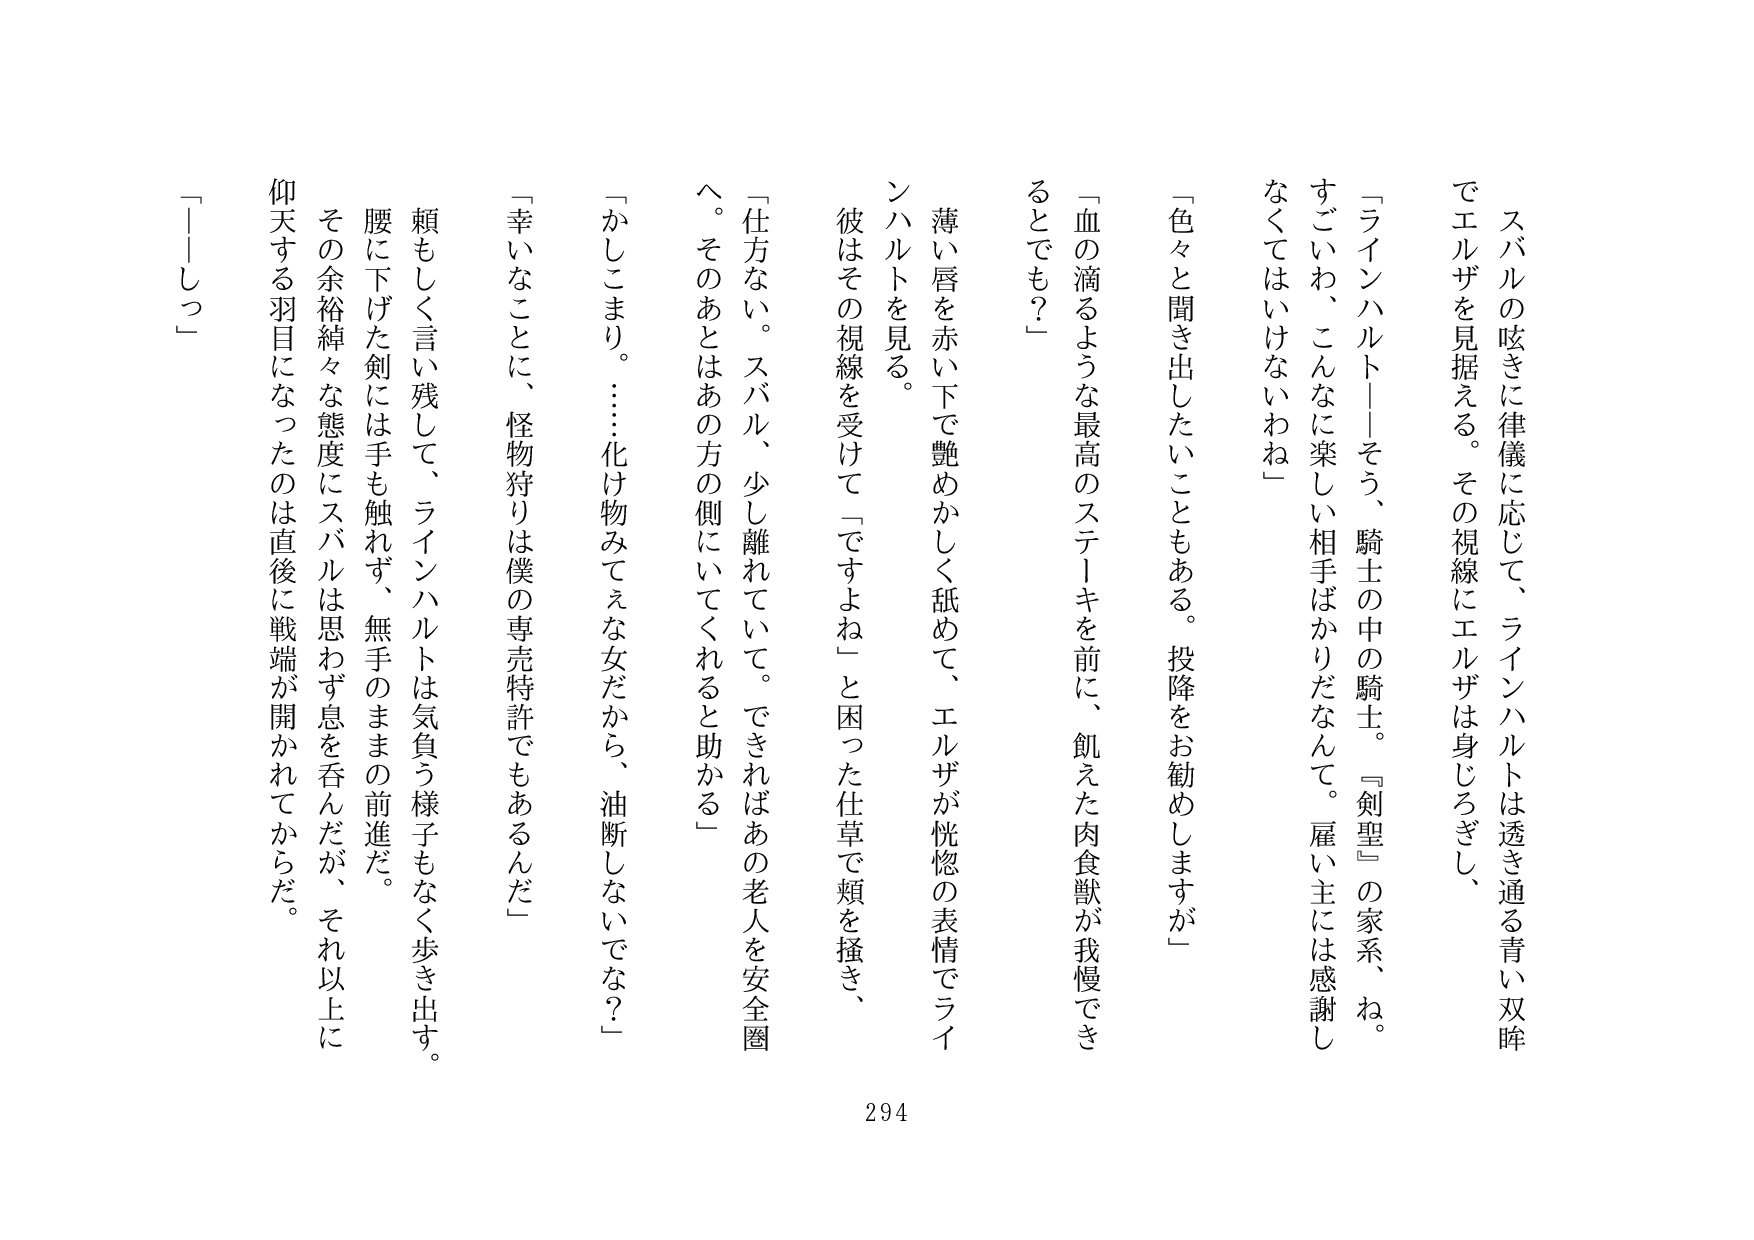 スバルの呟きに律儀に応じて、ラインハルトは透き通る青い双眸
でエルザを見据える。その視線にエルザは身じろぎし、
「ラインハルト――そう、騎士の中の騎士。『剣聖』の家系、ね。
すごいわ、こんなに楽しい相手ばかりだなんて。雇い主には感謝し
なくてはいけないわね」
「色々と聞き出したいこともある。投降をお勧めしますが」
「血の滴るような最高のステーキを前に、飢えた肉食獣が我慢でき
るとでも？」
　薄い唇を赤い下で艶めかしく舐めて、エルザが恍惚の表情でライ
ンハルトを見る。
　彼はその視線を受けて「ですよね」と困った仕草で頬を掻き、
「仕方ない。スバル、少し離れていて。できればあの老人を安全圏
へ。そのあとはあの方の側にいてくれると助かる」
「かしこまり。……化け物みてぇな女だから、油断しないでな？」
「幸いなことに、怪物狩りは僕の専売特許でもあるんだ」
　頼もしく言い残して、ラインハルトは気負う様子もなく歩き出す。
　腰に下げた剣には手も触れず、無手のままの前進だ。
　その余裕綽々な態度にスバルは思わず息を呑んだが、それ以上に
仰天する羽目になったのは直後に戦端が開かれてからだ。
「――しっ」
294